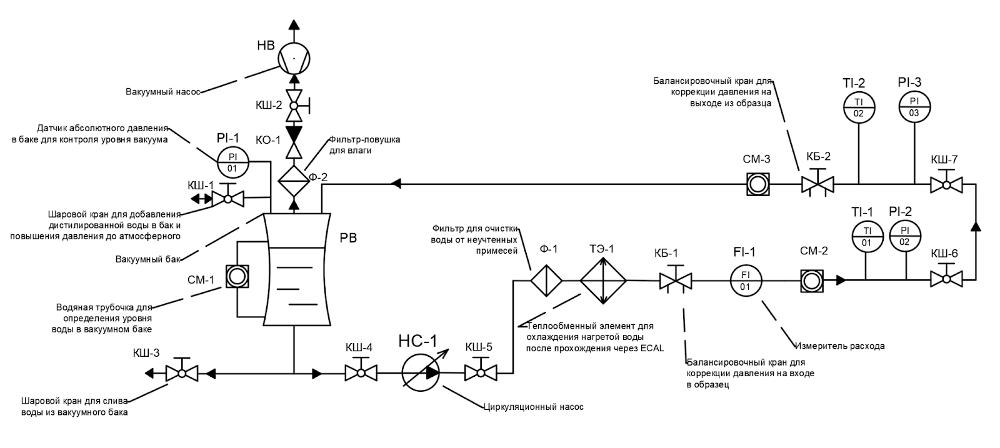 НВ
Вакуумный насос
КШ-2
Датчик абсолютного давления
в баке для контроля уровня вакуума
PI-1
PI
01
КО-1
Фильтр-ловушка
для влаги
Ф-2
КШ-1
Шаровой кран для добавления
дистилированной воды в бак и
повышения давления до атмосферного
Вакуумный бак
РВ
СМ-1
Водяная трубочка для
определения уровня
воды в вакуумном баке
КШ-3
Шаровой кран для слива
воды из вакуумного бака
КШ-4
НС-1
КШ-5
Циркуляционный насос
Фильтр для очистки
воды от неучтенных
примесей
Ф-1
ТЭ-1
Теплообменный элемент для
охлаждения нагретой воды
после прохождения через ECAL
КБ-1
Балансировочный кран для
коррекции давления на входе
в образец
FI-1
FI
01
Измеритель расхода
СМ-2
TI-1
TI
01
PI-2
PI
02
КШ-6
Балансировочный кран для
коррекции давления на
выходе из образца
СМ-3
КБ-2
TI-2
TI
02
PI-3
PI
03
КШ-7